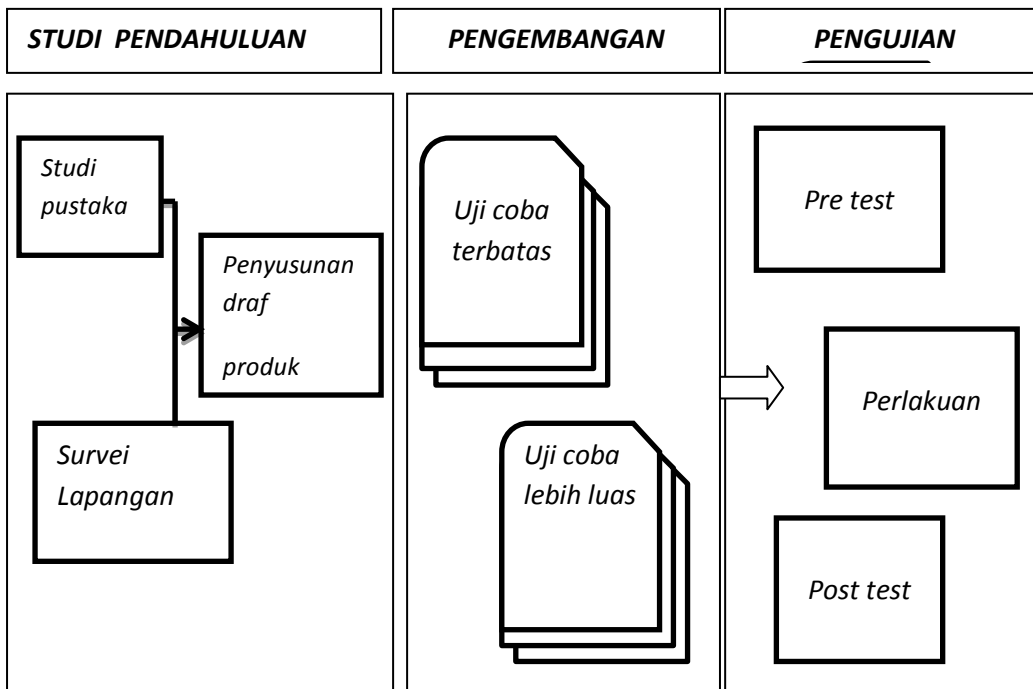 STUDI PENDAHULUAN
PENGEMBANGAN
PENGUJIAN
Studi
pustaka
Penyusunan
draf
produk
Survei
Lapangan
Uji coba
terbatas
Uji coba
lebih luas
Pre test
Perlakuan
Post test